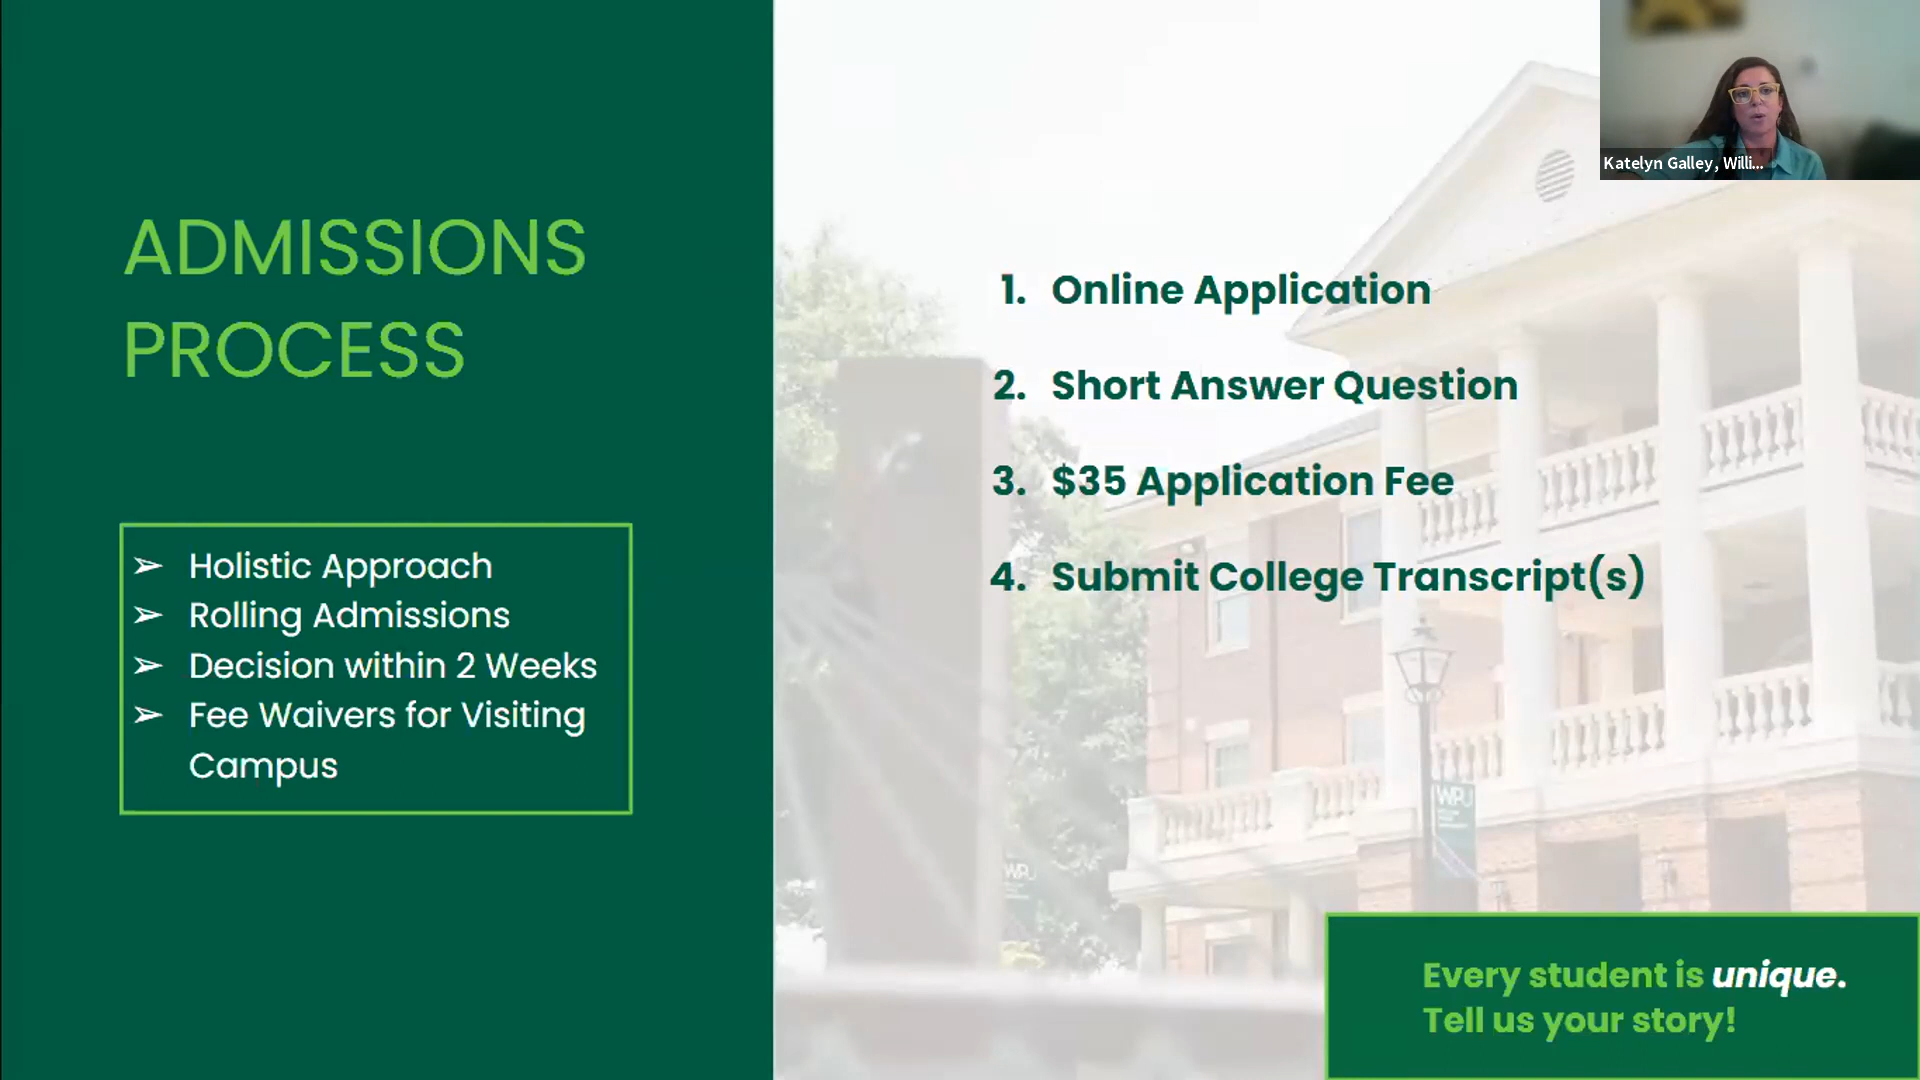 Katelyn Galley, Willi...
ADMISSIONS
PROCESS
➢ Holistic Approach
➢ Rolling Admissions
➢ Decision within 2 Weeks
➢ Fee Waivers for Visiting
Campus
1. Online Application
2. Short Answer Question
3. $35 Application Fee
4. Submit College Transcript(s)
WPU
WPU
Every student is unique.
Tell us your story!